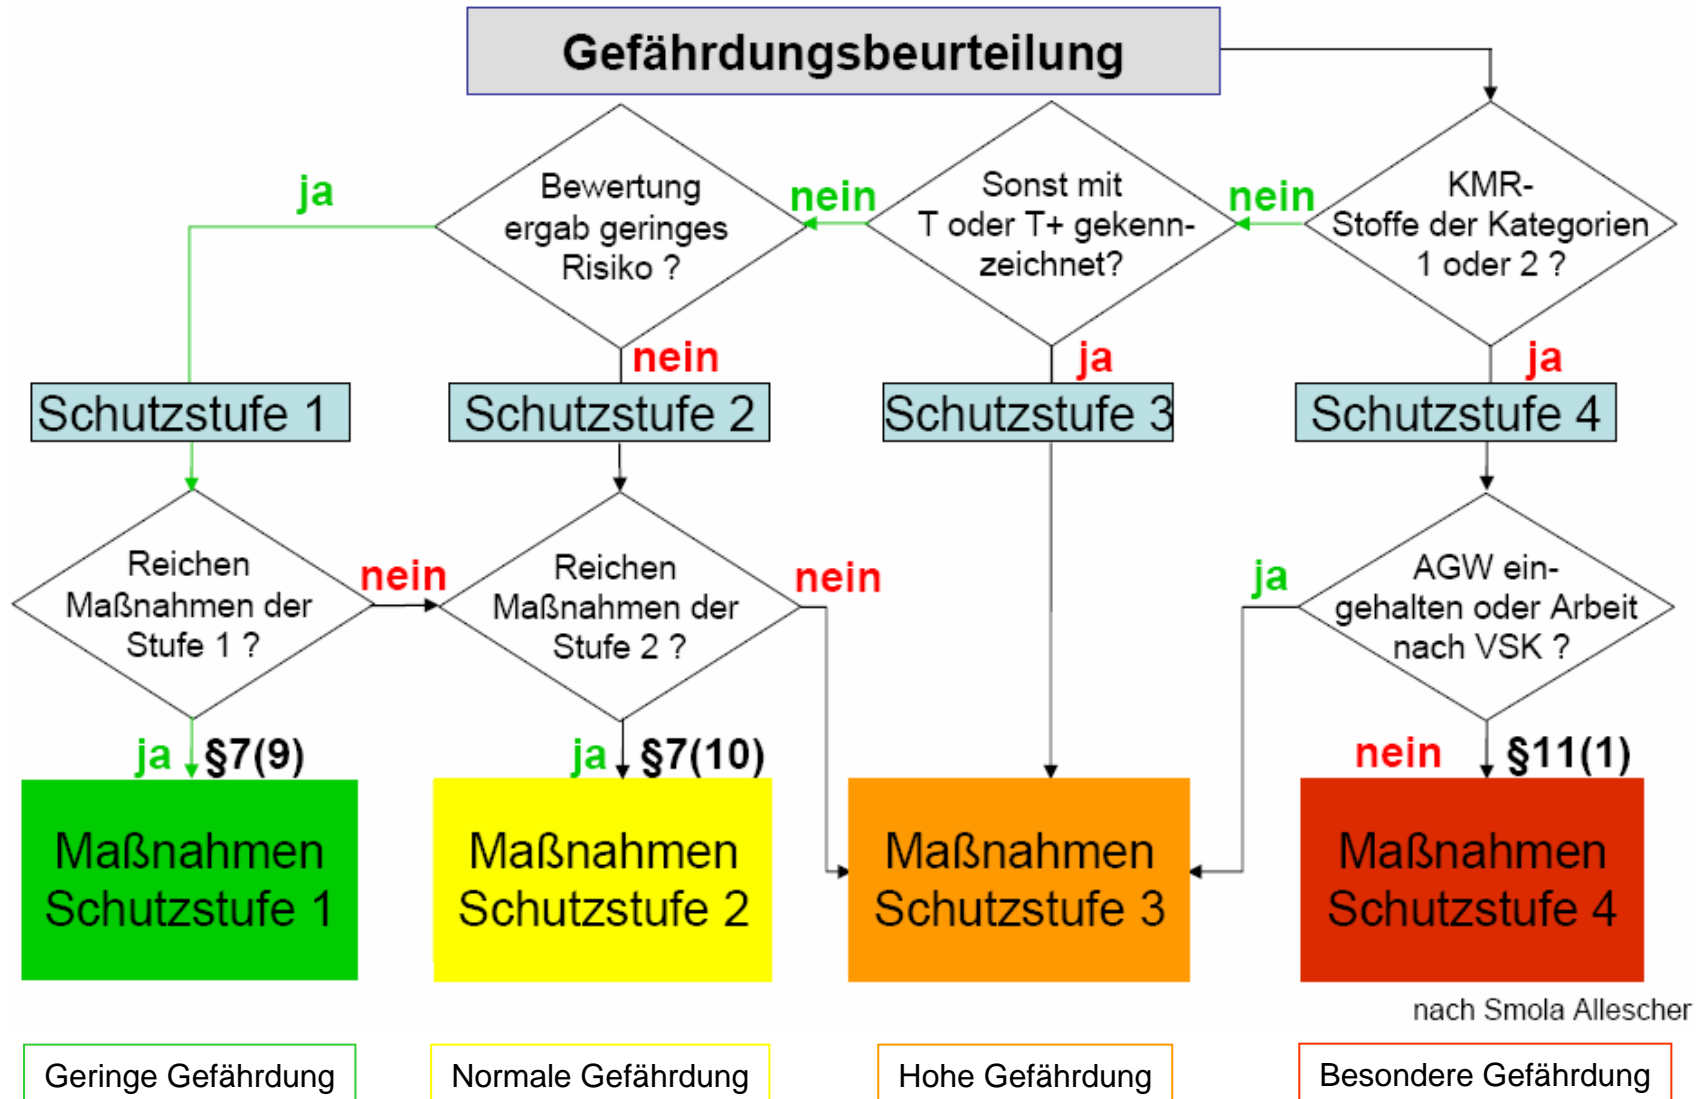 Gefährdungsbeurteilung
Bewertung
ergab geringes
Risiko ?
Sonst mit
T oder T+ gekenn-
zeichnet?
KMR-
Stoffe der Kategorien
1 oder 2 ?
ja
nein
nein
nein
ja
ja
Schutzstufe 1
Schutzstufe 2
Schutzstufe 3
Schutzstufe 4
Reichen
Maßnahmen der
Stufe 1 ?
nein
Reichen
Maßnahmen der
Stufe 2 ?
nein
ja
AGW ein-
gehalten oder Arbeit
nach VSK ?
ja
§7(9)
ja
§7(10)
nein
§11(1)
Maßnahmen
Schutzstufe 1
Maßnahmen
Schutzstufe 2
Maßnahmen
Schutzstufe 3
Maßnahmen
Schutzstufe 4
nach Smola Allescher
Geringe Gefährdung
Normale Gefährdung
Hohe Gefährdung
Besondere Gefährdung